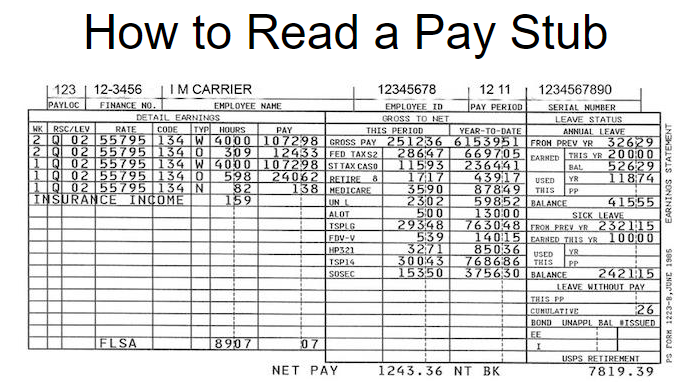 How to Read a Pay Stub
123 12-3456 I M CARRIER 12345678 12 11 1234567890
PAYLOC FINANCE NO. EMPLOYEE NAME EMPLOYEE ID PAY PERIOD SERIAL NUMBER
DETAIL EARNINGS GROSS TO NET LEAVE STATUS
WK RSC/LEV RATE CODE TYP HOURS PAY THIS PERIOD YEAR-TO-DATE ANNUAL LEAVE
2 Q 02 55795 134 W 4000 107298 GROSS PAY 251236 6153951 FROM PREV YR 32629
2 Q 02 55795 134 O 309 12433 FED TAXS2 28647 669705 EARNED THIS YR 20000
1 Q 02 55795 134 W 4000 107298 ST TAX CAS0 11593 236441 BAL 52629
1 Q 02 55795 134 O 598 24062 RETIRE 8 1717 43917 USED THIS YR 11874
1 Q 02 55795 134 N 82 138 MEDICARE 3590 87849 PP
INSURANCE INCOME 159 UN L 2302 59852 BALANCE 41555
ALOT 500 13000 SICK LEAVE
TSPLG 29348 763048 FROM PREV YR 232115
FDV-V 539 14015 EARNED THIS YR 10000
HP321 3271 85036 USED THIS YR
TSP14 30043 768686 PP
SOSEC 15350 375630 BALANCE 242115
LEAVE WITHOUT PAY
THIS PP
CUMULATIVE 26
BOND UNAPPL BAL #ISSUED
EE
I
FLSA 8907 07 USPS RETIREMENT
NET PAY 1243.36 NT BK 7819.39
PS FORM 1223-B, JUNE 1985 EARNINGS STATEMENT